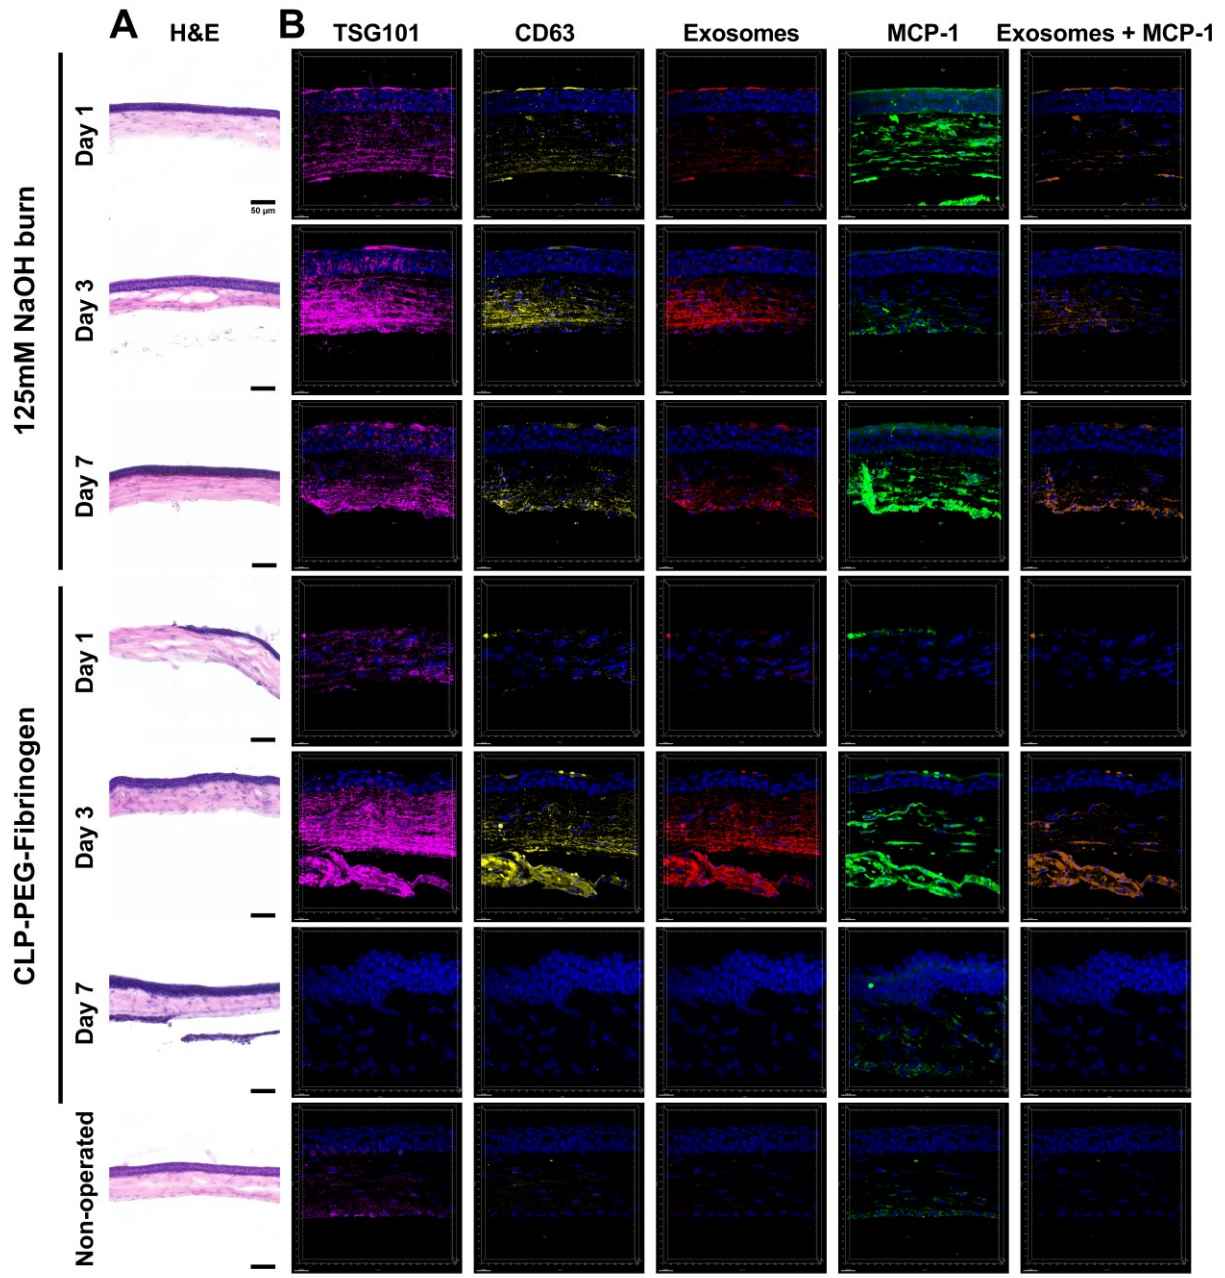 A
B
H&E
TSG101
CD63
Exosomes
MCP-1
Exosomes + MCP-1
125mM NaOH burn
Day 1
50 µm
Day 3
Day 7
CLP-PEG-Fibrinogen
Day 1
Day 3
Day 7
Non-operated